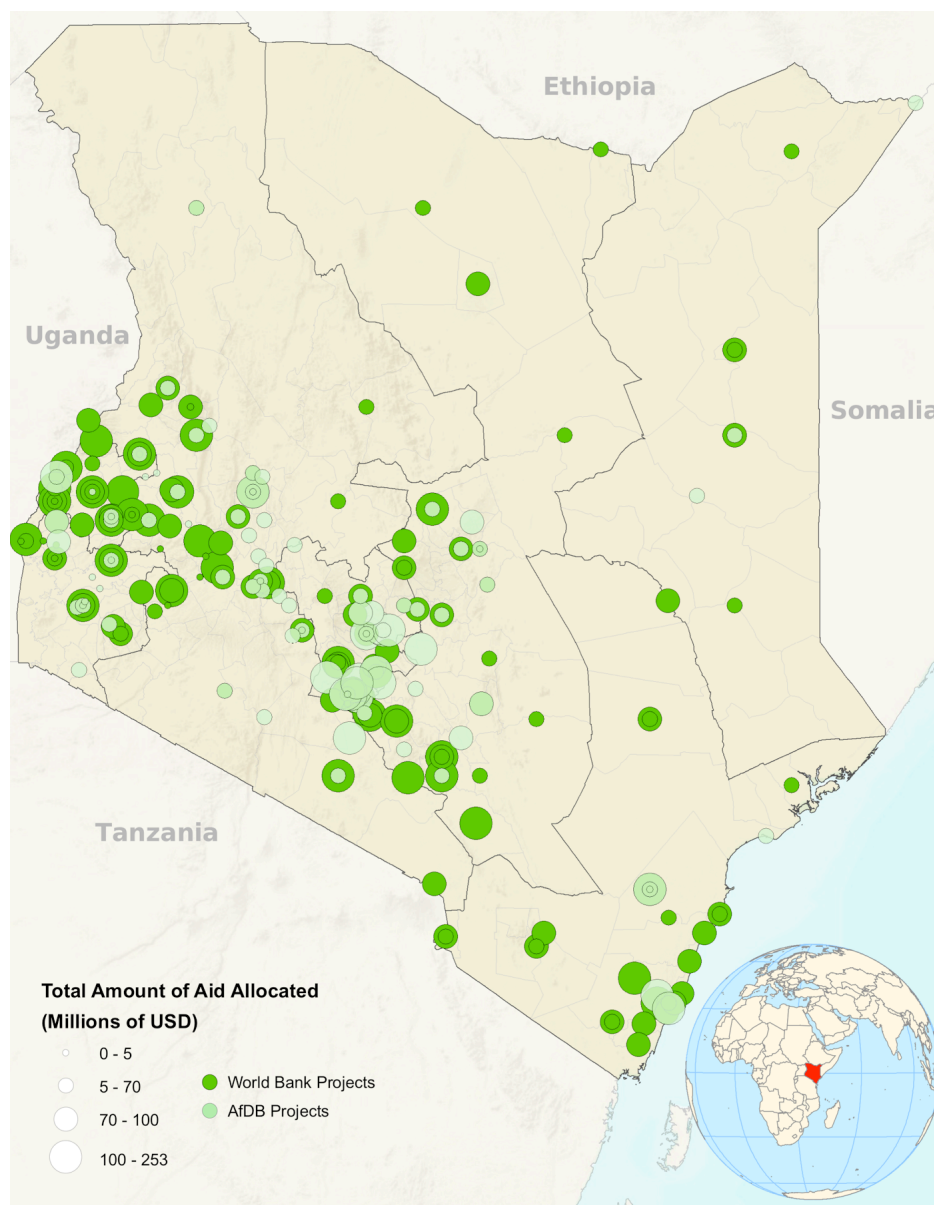 Ethiopia
Uganda
Somalia
Tanzania
Total Amount of Aid Allocated
(Millions of USD)
0 - 5
5 - 70
70 - 100
100 - 253
World Bank Projects
AfDB Projects